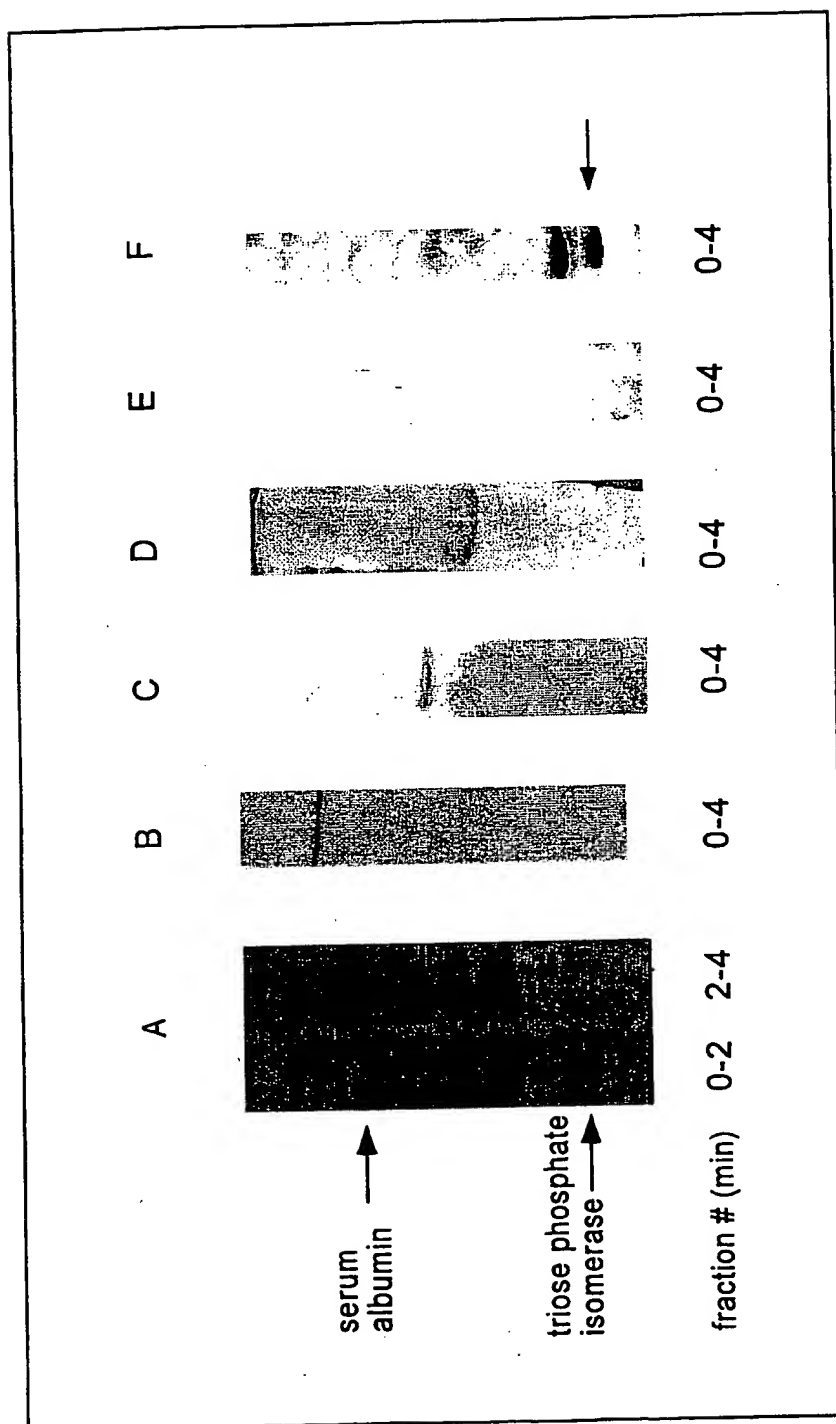 A B C D E F
serum
albumin
triose phosphate
isomerase
fraction # (min) 0-2 2-4 0-4 0-4 0-4 0-4 0-4